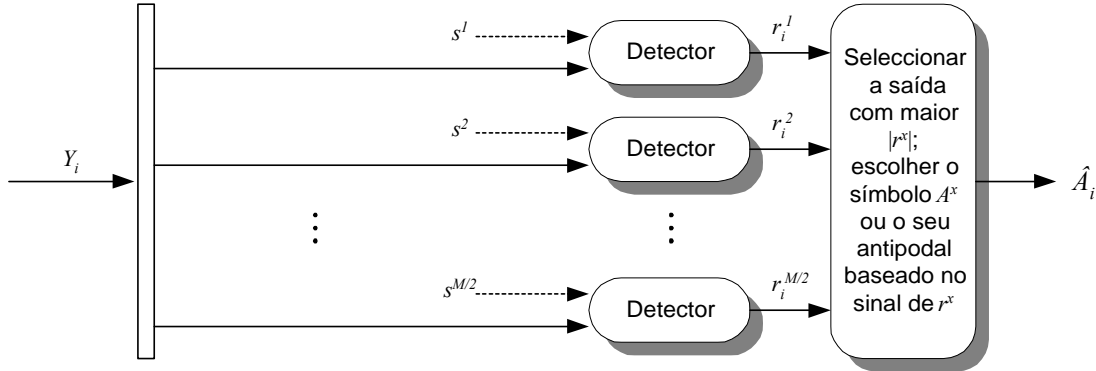 s¹
Detector
r_i¹
s²
Detector
r_i²
Y_i
s^{M/2}
Detector
r_i^{M/2}
Seleccionar
a saída
com maior
|r^x|;
escolher o
símbolo A^x
ou o seu
antipodal
baseado no
sinal de r^x
Â_i